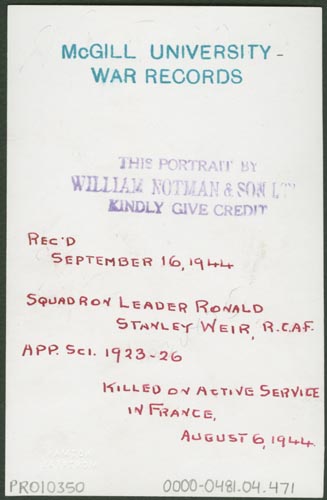 McGILL UNIVERSITY -
WAR RECORDS
THIS PORTRAIT BY
WILLIAM NOTMAN & SON LTD
KINDLY GIVE CREDIT
REC'D
SEPTEMBER 16, 1944
SQUADRON LEADER RONALD
STANLEY WEIR, R.C.A.F.
APP. SCI. 1923-26
KILLED ON ACTIVE SERVICE
IN FRANCE,
AUGUST 6, 1944.
PR010350
0000-0481.04.471